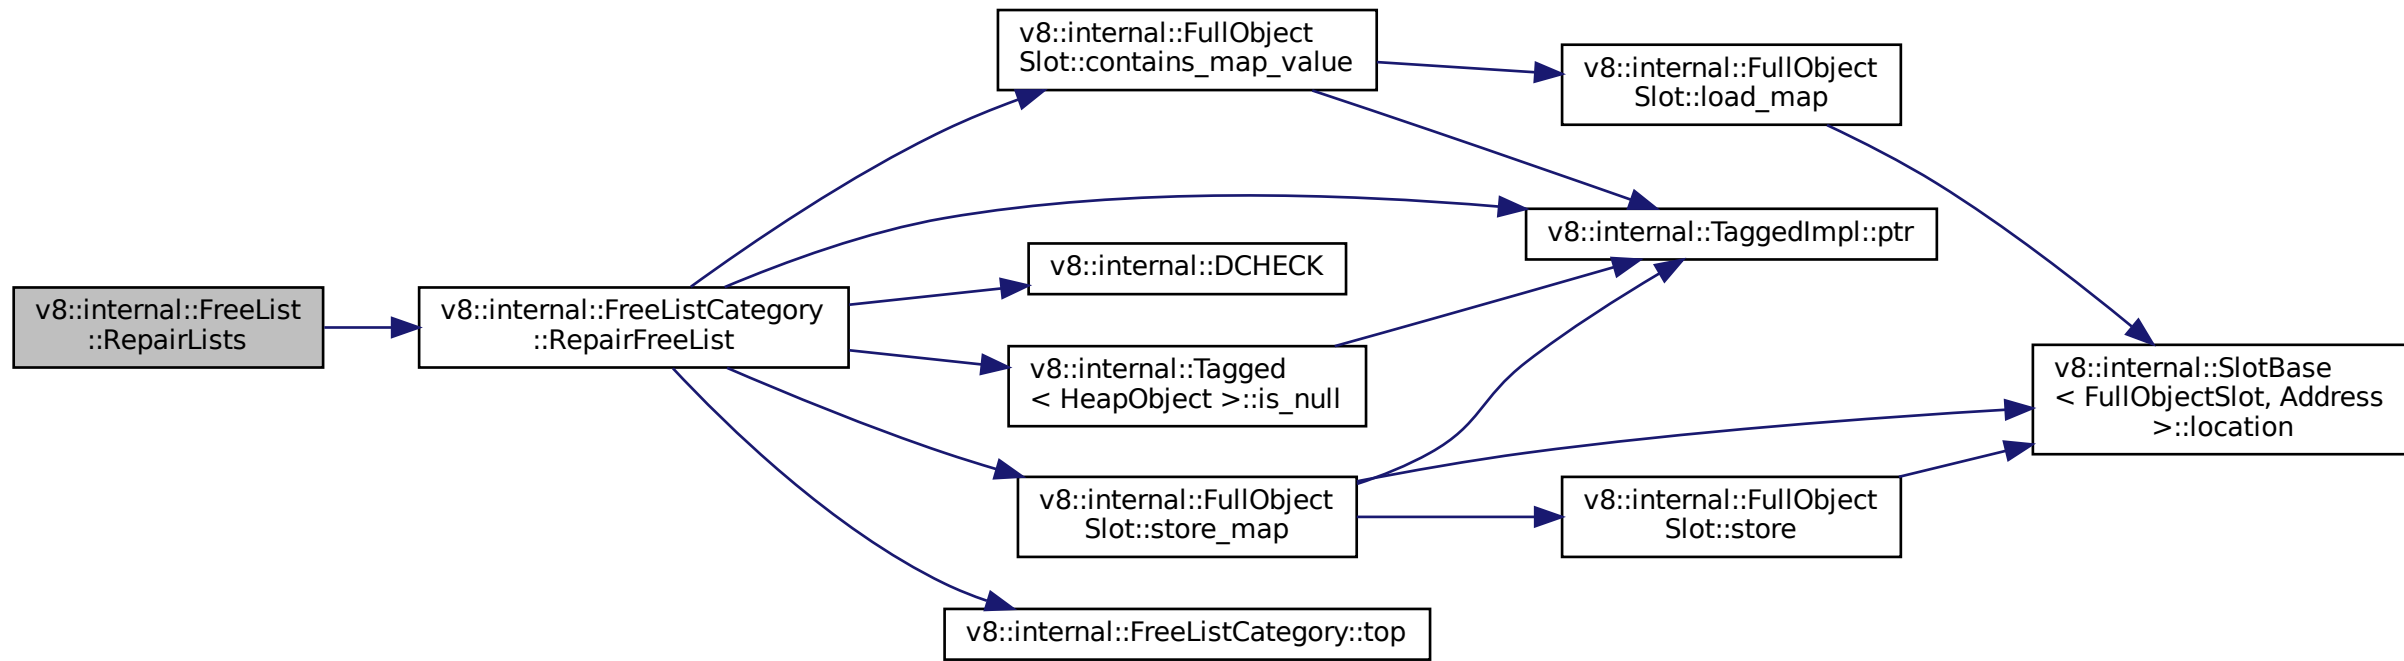 v8::internal::FreeList
::RepairLists
v8::internal::FreeListCategory
::RepairFreeList
v8::internal::FullObject
Slot::contains_map_value
v8::internal::FullObject
Slot::load_map
v8::internal::TaggedImpl::ptr
v8::internal::DCHECK
v8::internal::Tagged
< HeapObject >::is_null
v8::internal::SlotBase
< FullObjectSlot, Address
>::location
v8::internal::FullObject
Slot::store_map
v8::internal::FullObject
Slot::store
v8::internal::FreeListCategory::top